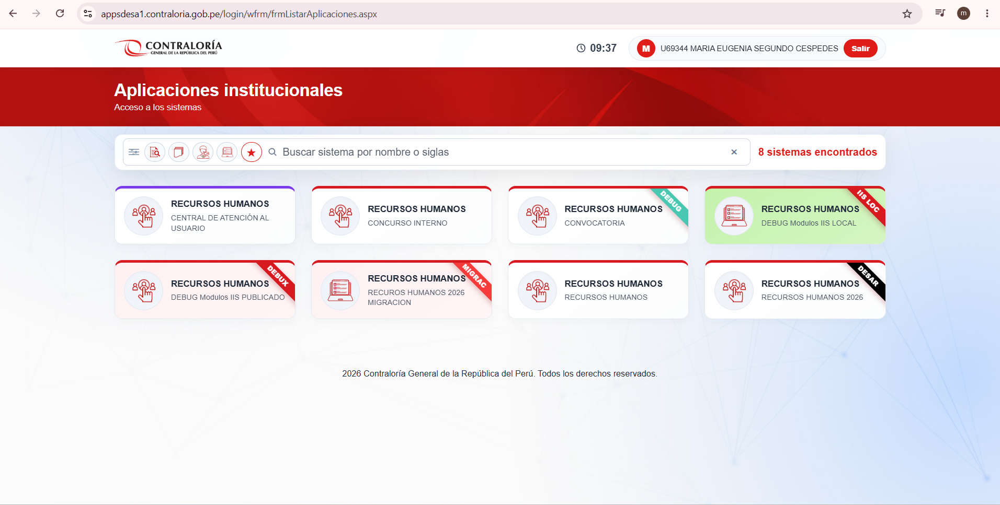 appsdesa1.contraloria.gob.pe/login/wfrm/frmListarAplicaciones.aspx
m
CONTRALORÍA
GENERAL DE LA REPÚBLICA DEL PERÚ
09:37
M
U69344 MARIA EUGENIA SEGUNDO CESPEDES
Salir
Aplicaciones institucionales
Acceso a los sistemas
Buscar sistema por nombre o siglas
8 sistemas encontrados
RECURSOS HUMANOS
CENTRAL DE ATENCIÓN AL
USUARIO
RECURSOS HUMANOS
CONCURSO INTERNO
RECURSOS HUMANOS
CONVOCATORIA
DEBUG
RECURSOS HUMANOS
DEBUG Modulos IIS LOCAL
IIS LOC
RECURSOS HUMANOS
DEBUG Modulos IIS PUBLICADO
DEBUX
RECURSOS HUMANOS
RECUROS HUMANOS 2026
MIGRACION
MIGRAC
RECURSOS HUMANOS
RECURSOS HUMANOS
RECURSOS HUMANOS
RECURSOS HUMANOS 2026
DESAR
2026 Contraloría General de la República del Perú. Todos los derechos reservados.